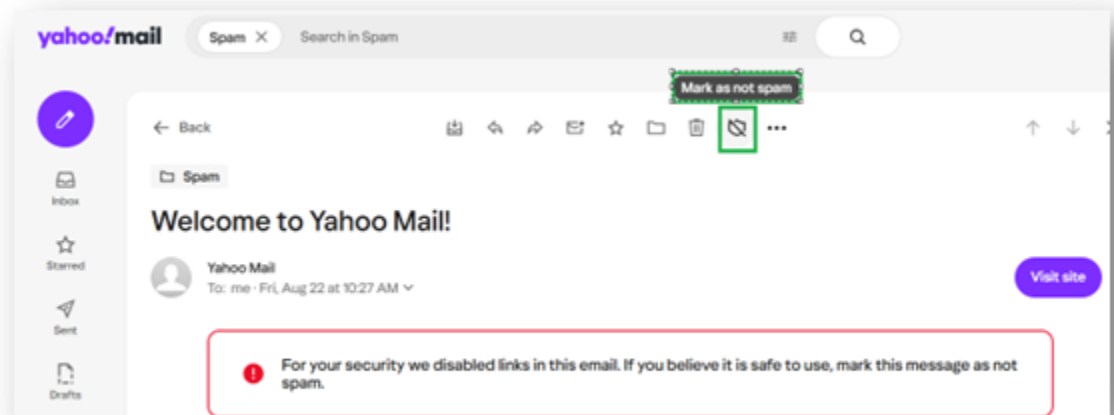 yahoo!mail
Spam
Search in Spam
Mark as not spam
Back
Spam
Inbox
Welcome to Yahoo Mail!
Starred
Yahoo Mail
To: me · Fri, Aug 22 at 10:27 AM
Visit site
Sent
For your security we disabled links in this email. If you believe it is safe to use, mark this message as not
spam.
Drafts